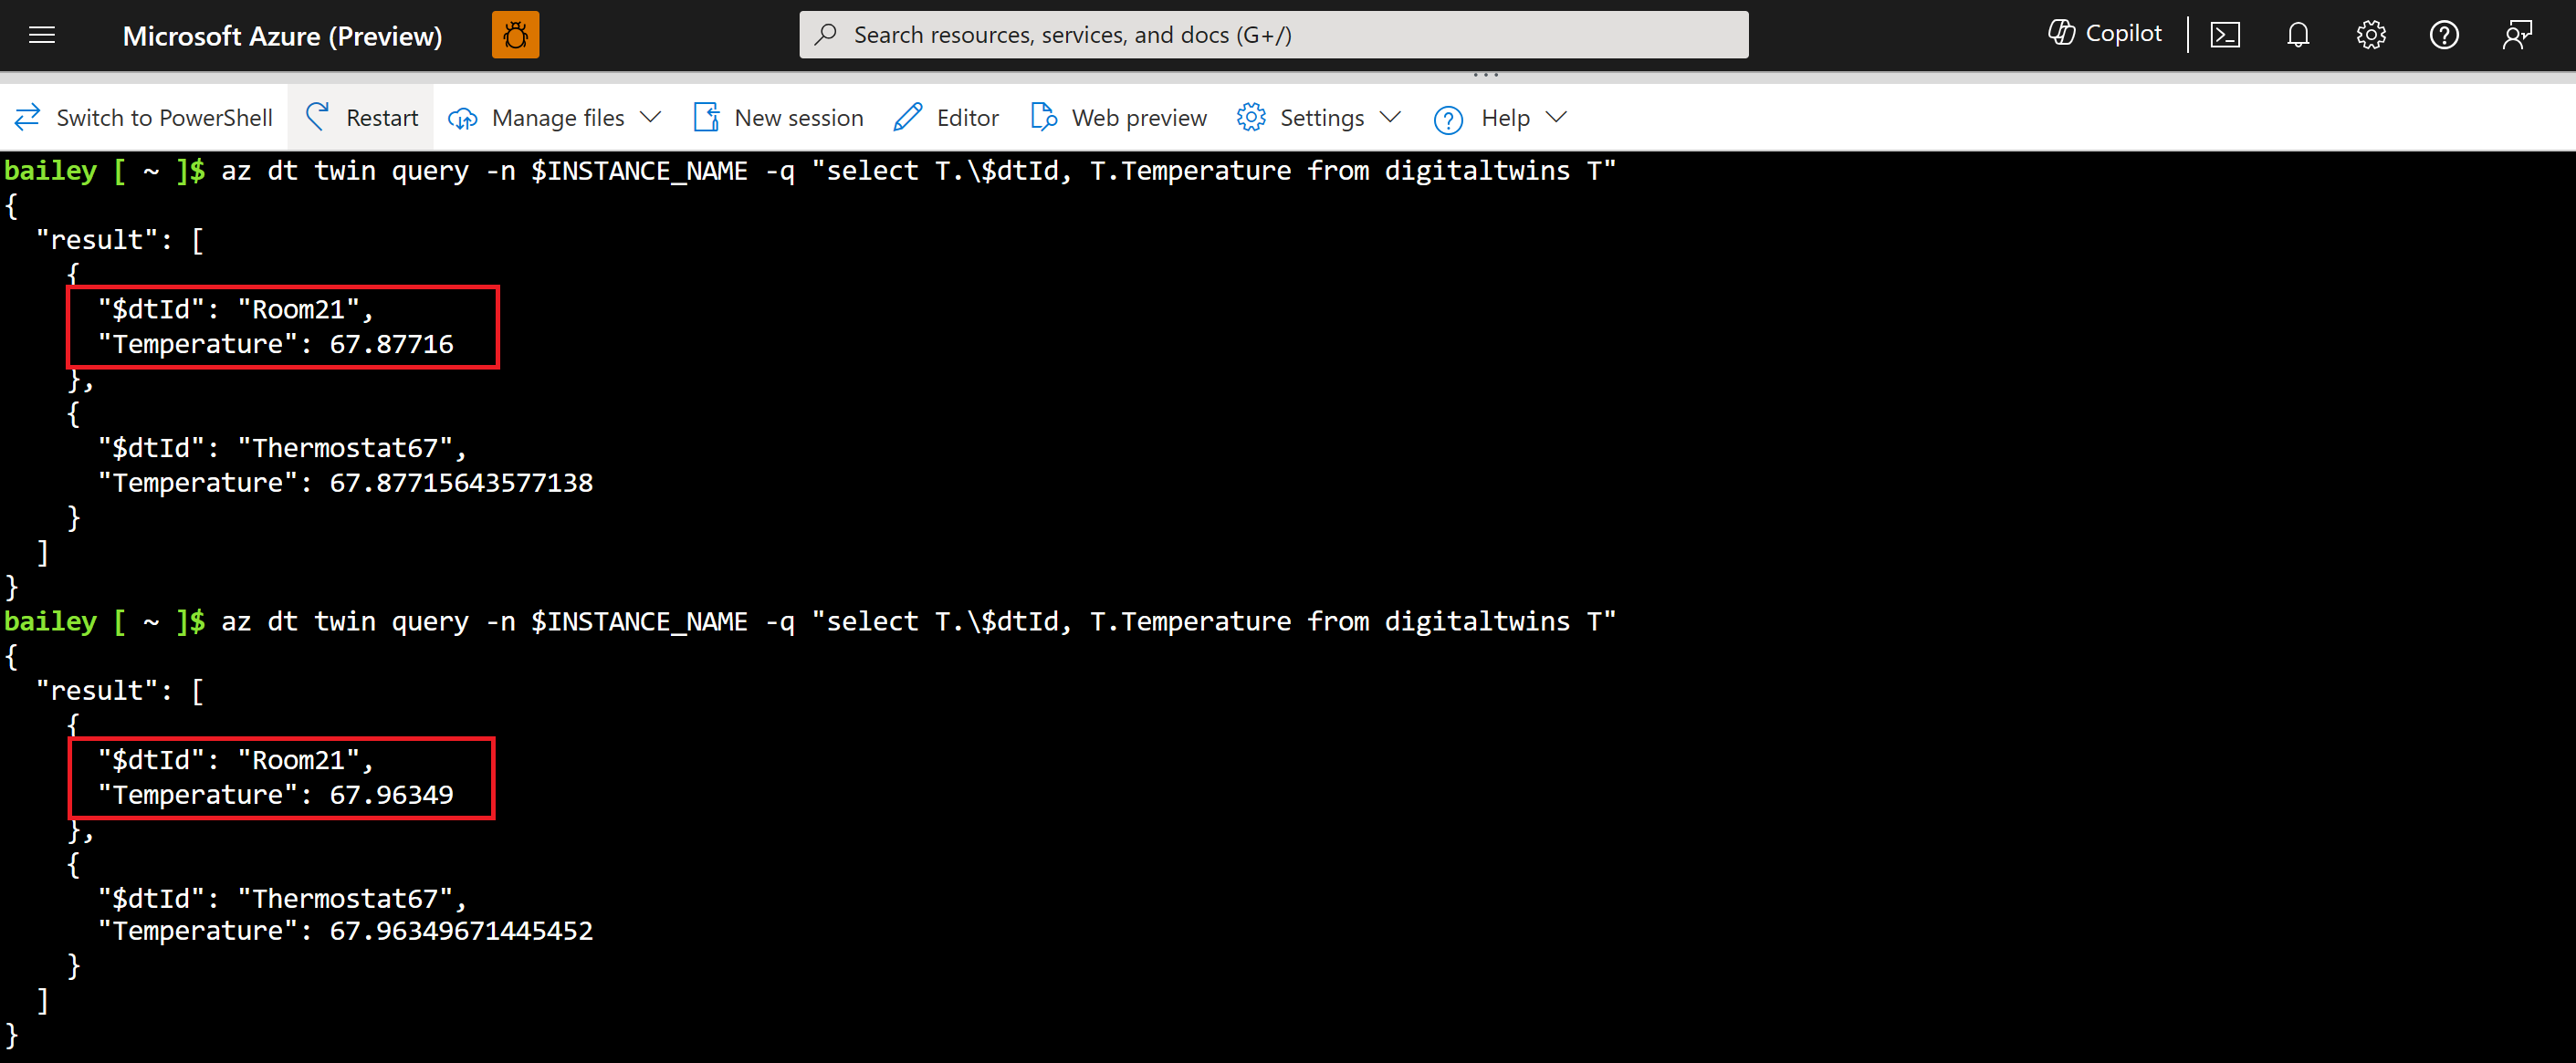 Microsoft Azure (Preview)
Search resources, services, and docs (G+/)
Copilot
Switch to PowerShell
Restart
Manage files
New session
Editor
Web preview
Settings
Help
bailey [ ~ ]$ az dt twin query -n $INSTANCE_NAME -q "select T.\$dtId, T.Temperature from digitaltwins T"
{
  "result": [
    {
      "$dtId": "Room21",
      "Temperature": 67.87716
    },
    {
      "$dtId": "Thermostat67",
      "Temperature": 67.87715643577138
    }
  ]
}
bailey [ ~ ]$ az dt twin query -n $INSTANCE_NAME -q "select T.\$dtId, T.Temperature from digitaltwins T"
{
  "result": [
    {
      "$dtId": "Room21",
      "Temperature": 67.96349
    },
    {
      "$dtId": "Thermostat67",
      "Temperature": 67.96349671445452
    }
  ]
}